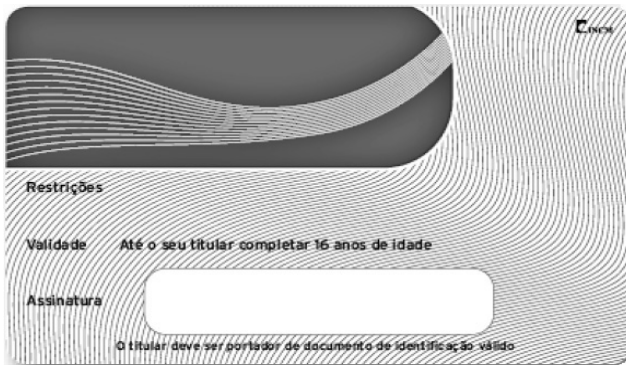 INCM
Restrições
Validade Até o seu titular completar 16 anos de idade
Assinatura
O titular deve ser portador de documento de identificação válido